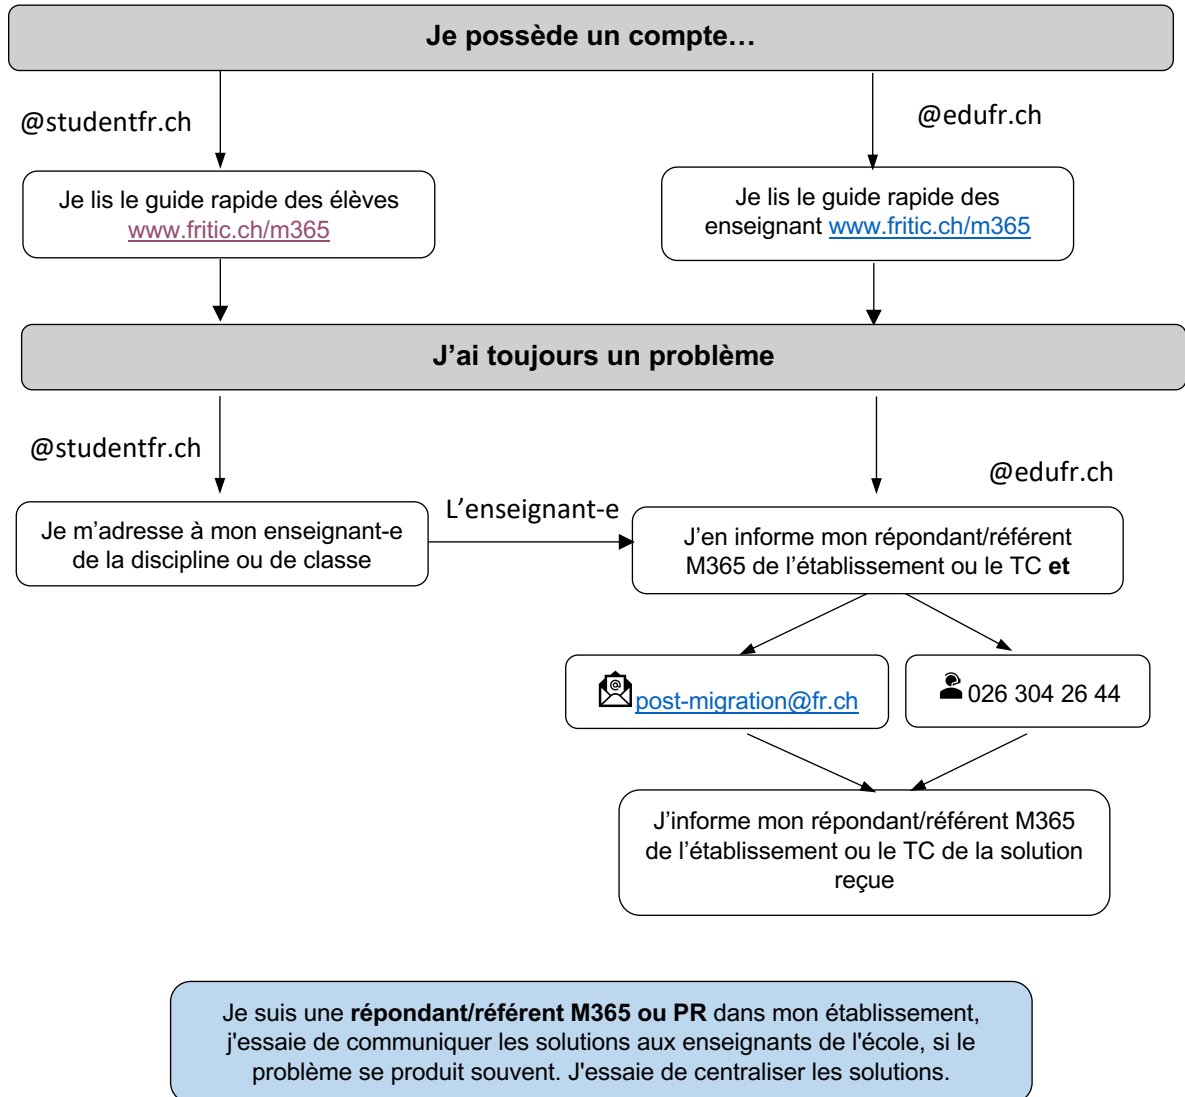 Je possède un compte…
@studentfr.ch
@edufr.ch
Je lis le guide rapide des élèves
www.fritic.ch/m365
Je lis le guide rapide des
enseignant www.fritic.ch/m365
J’ai toujours un problème
@studentfr.ch
@edufr.ch
Je m’adresse à mon enseignant-e
de la discipline ou de classe
L’enseignant-e
J’en informe mon répondant/référent
M365 de l’établissement ou le TC et
post-migration@fr.ch
026 304 26 44
J’informe mon répondant/référent M365
de l’établissement ou le TC de la solution
reçue
Je suis une répondant/référent M365 ou PR dans mon établissement,
j'essaie de communiquer les solutions aux enseignants de l'école, si le
problème se produit souvent. J'essaie de centraliser les solutions.